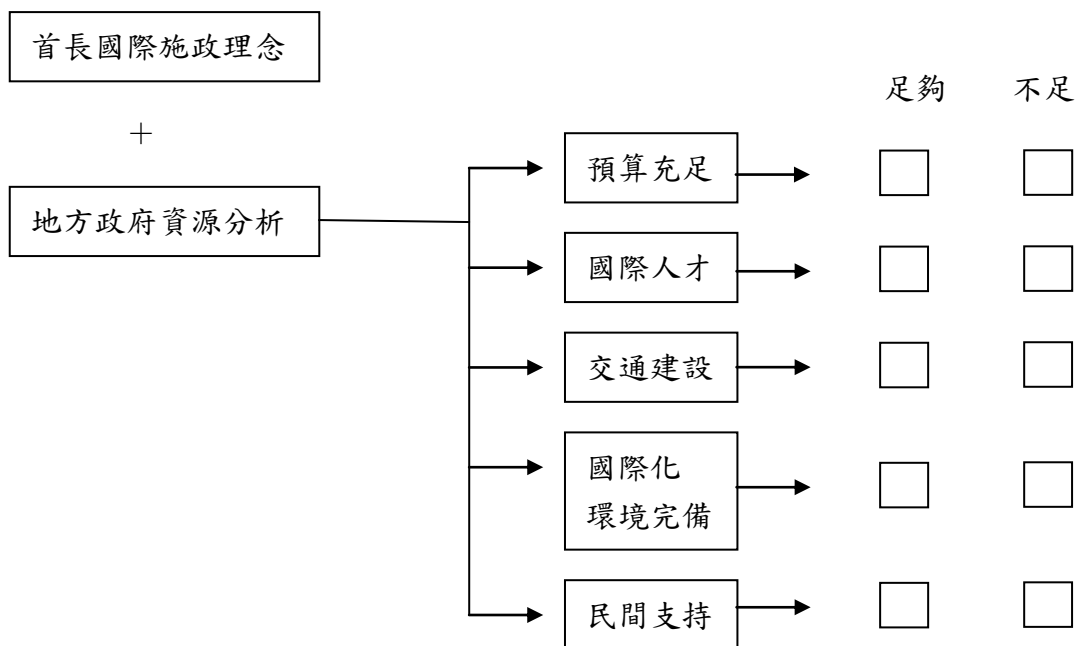 首長國際施政理念
足夠 不足
+
預算充足
地方政府資源分析
國際人才
交通建設
國際化
環境完備
民間支持